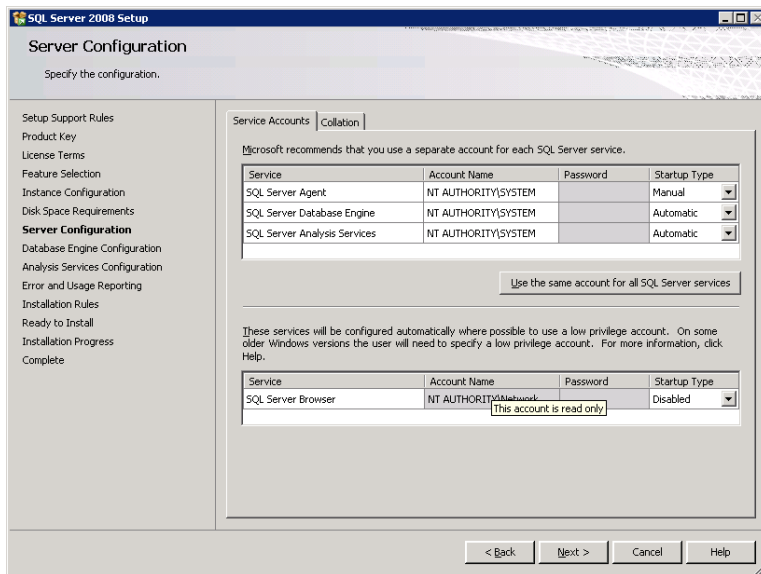 SQL Server 2008 Setup
Server Configuration
Specify the configuration.
Setup Support Rules
Product Key
License Terms
Feature Selection
Instance Configuration
Disk Space Requirements
Server Configuration
Database Engine Configuration
Analysis Services Configuration
Error and Usage Reporting
Installation Rules
Ready to Install
Installation Progress
Complete
Service Accounts Collation
Microsoft recommends that you use a separate account for each SQL Server service.
Service Account Name Password Startup Type
SQL Server Agent NT AUTHORITY\SYSTEM Manual
SQL Server Database Engine NT AUTHORITY\SYSTEM Automatic
SQL Server Analysis Services NT AUTHORITY\SYSTEM Automatic
Use the same account for all SQL Server services
These services will be configured automatically where possible to use a low privilege account. On some
older Windows versions the user will need to specify a low privilege account. For more information, click
Help.
Service Account Name Password Startup Type
SQL Server Browser NT AUTHORITY\Network Disabled
This account is read only
< Back Next > Cancel Help